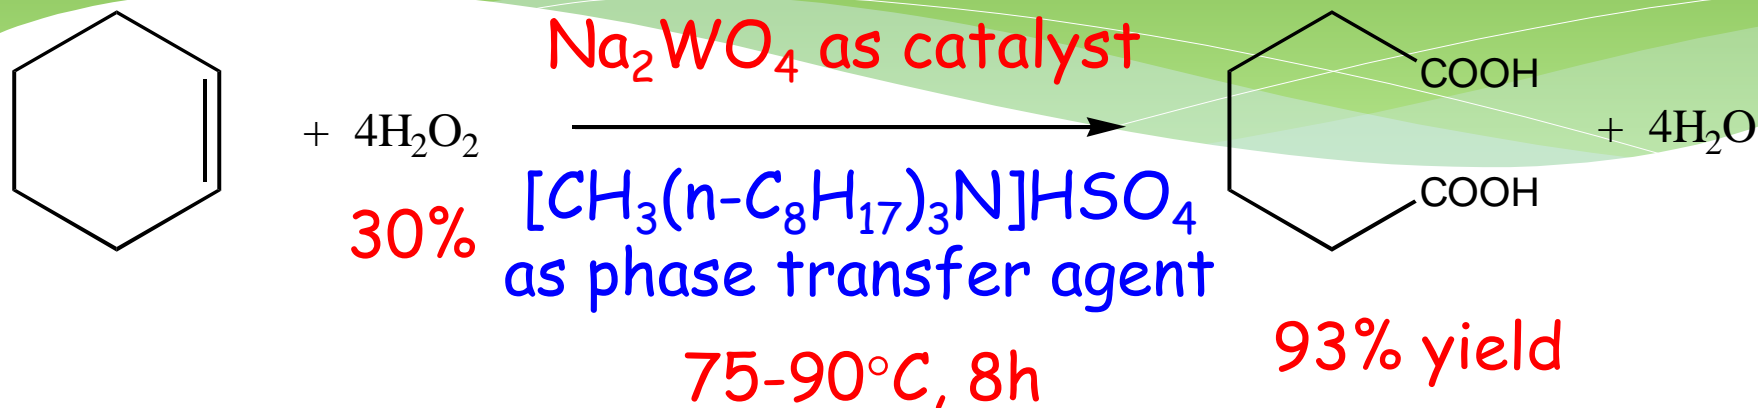 Na₂WO₄ as catalyst
COOH
+ 4H₂O₂
+ 4H₂O
[CH₃(n-C₈H₁₇)₃N]HSO₄
COOH
30%
as phase transfer agent
93% yield
75-90°C, 8h